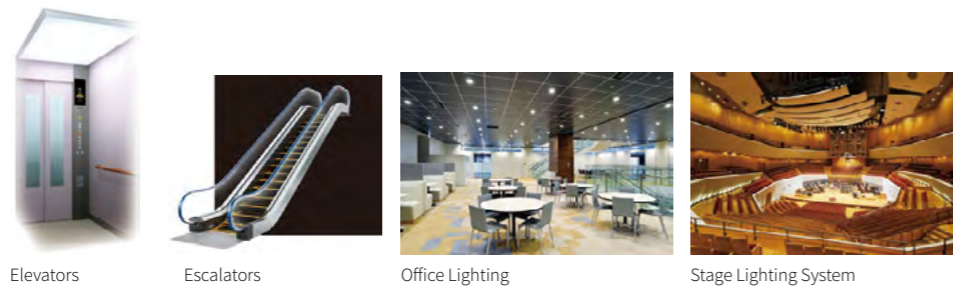 Elevators
Escalators
Office Lighting
Stage Lighting System